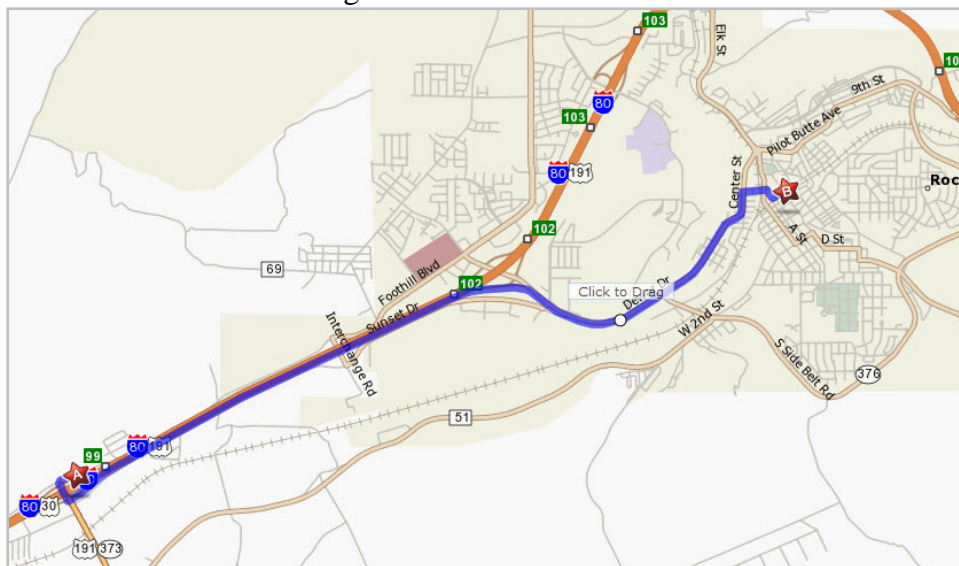 103
Elk St
80
103
9th St
Pilot Butte Ave
80
191
Center St
B
Roc
A St
D St
102
Foothill Blvd
69
102
Click to Drag
Sunset Dr
W 2nd St
Interchange Rd
S Side Belt Rd
376
51
80
191
99
A
80
30
191
373